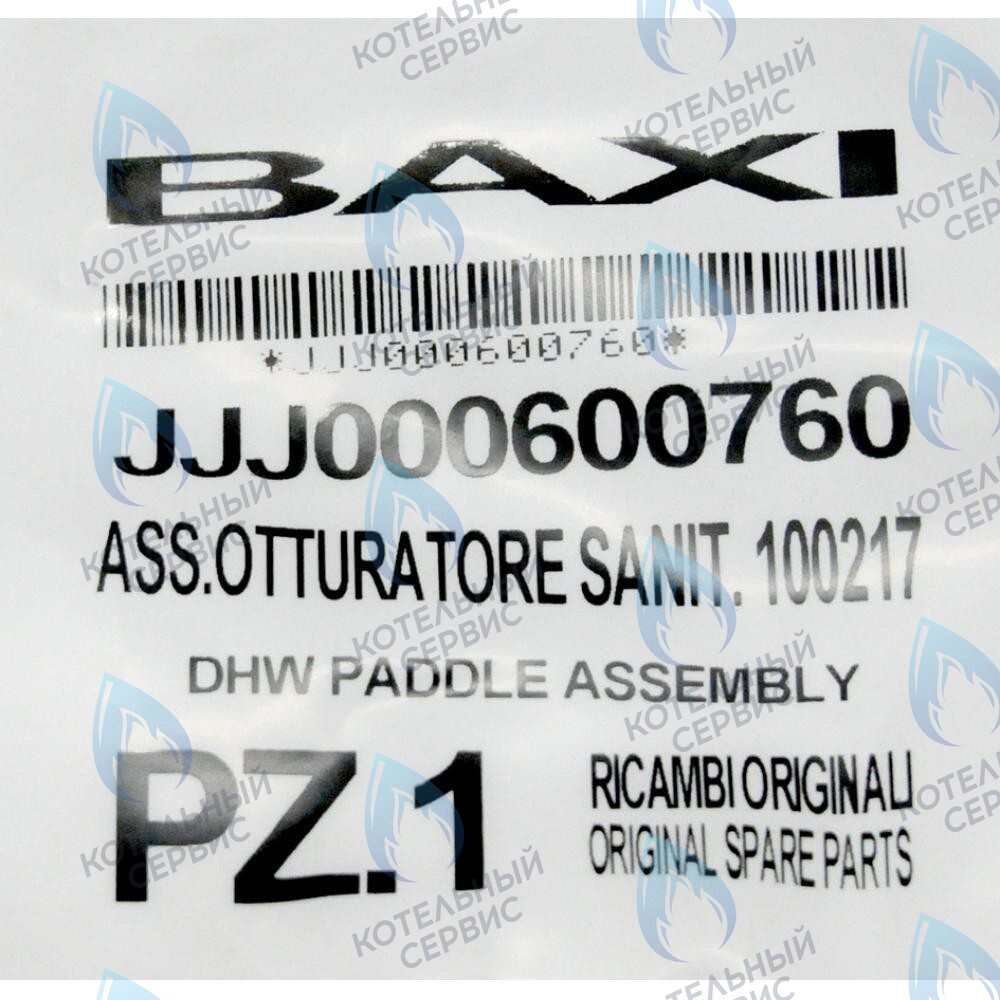 BAXI
*JJJ000600760*
JJJ000600760
ASS.OTTURATORE SANIT. 100217
DHW PADDLE ASSEMBLY
PZ.1
RICAMBI ORIGINALI
ORIGINAL SPARE PARTS
КОТЕЛЬНЫЙ
СЕРВИС